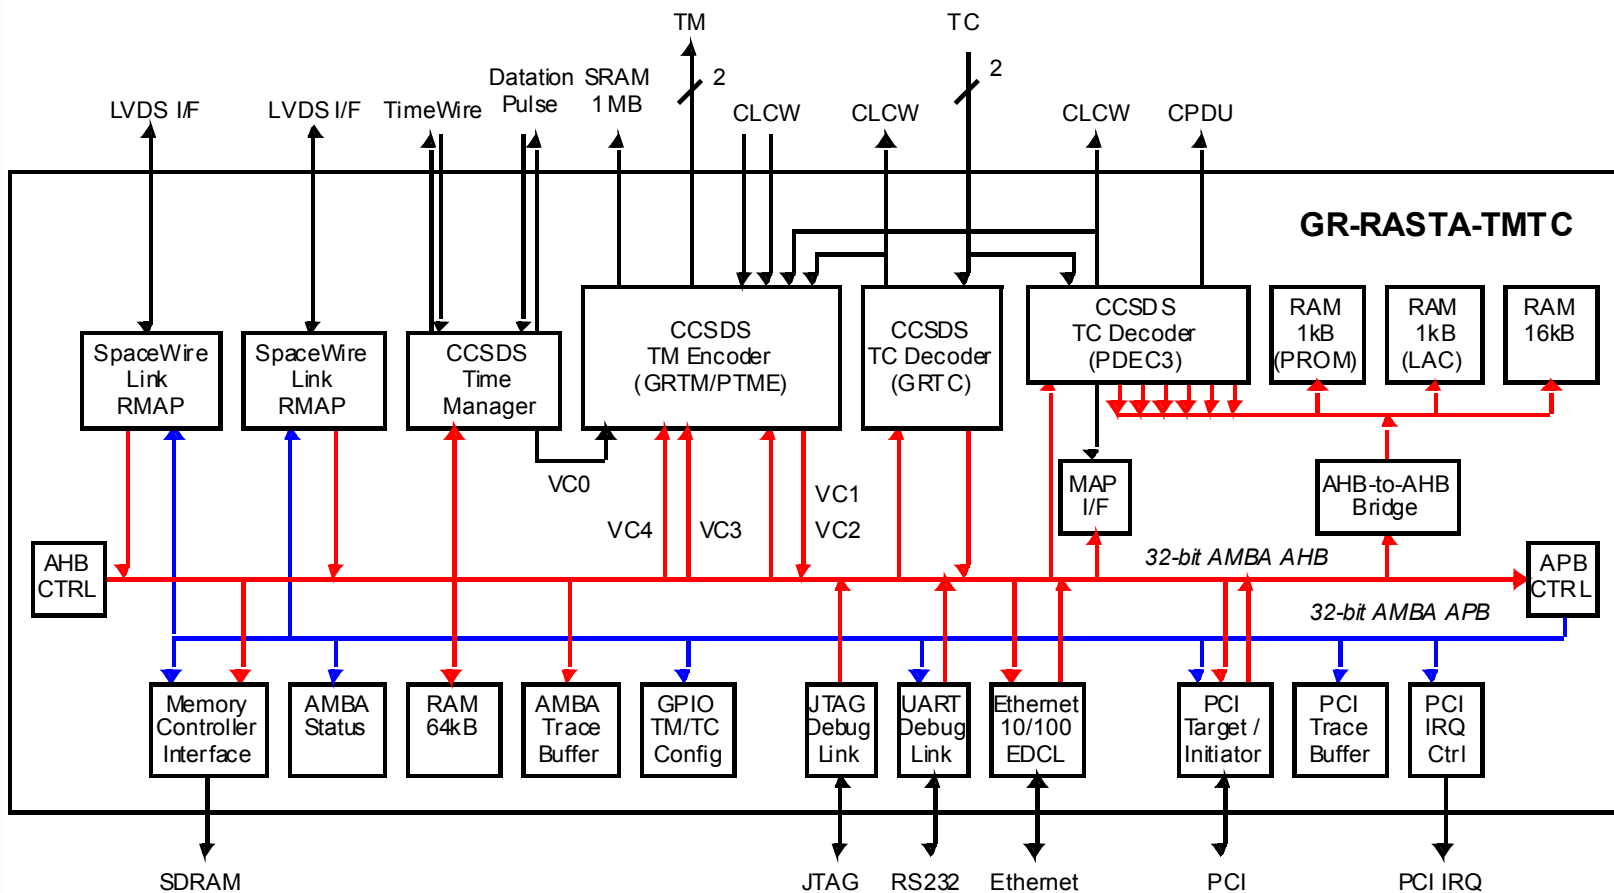 TM
TC
Datation
Pulse
SRAM
1MB
2
2
LVDS I/F
LVDS I/F
TimeWire
CLCW
CLCW
CLCW
CPDU
GR-RASTA-TMTC
SpaceWire
Link
RMAP
SpaceWire
Link
RMAP
CCSDS
Time
Manager
CCSDS
TM Encoder
(GRTM/PTME)
CCSDS
TC Decoder
(GRTC)
CCSDS
TC Decoder
(PDEC3)
RAM
1kB
(PROM)
RAM
1kB
(LAC)
RAM
16kB
VC0
VC4
VC3
VC1
VC2
MAP
I/F
AHB-to-AHB
Bridge
AHB
CTRL
32-bit AMBA AHB
APB
CTRL
32-bit AMBA APB
Memory
Controller
Interface
AMBA
Status
RAM
64kB
AMBA
Trace
Buffer
GPIO
TM/TC
Config
JTAG
Debug
Link
UART
Debug
Link
Ethernet
10/100
EDCL
PCI
Target /
Initiator
PCI
Trace
Buffer
PCI
IRQ
Ctrl
SDRAM
JTAG
RS232
Ethernet
PCI
PCI IRQ